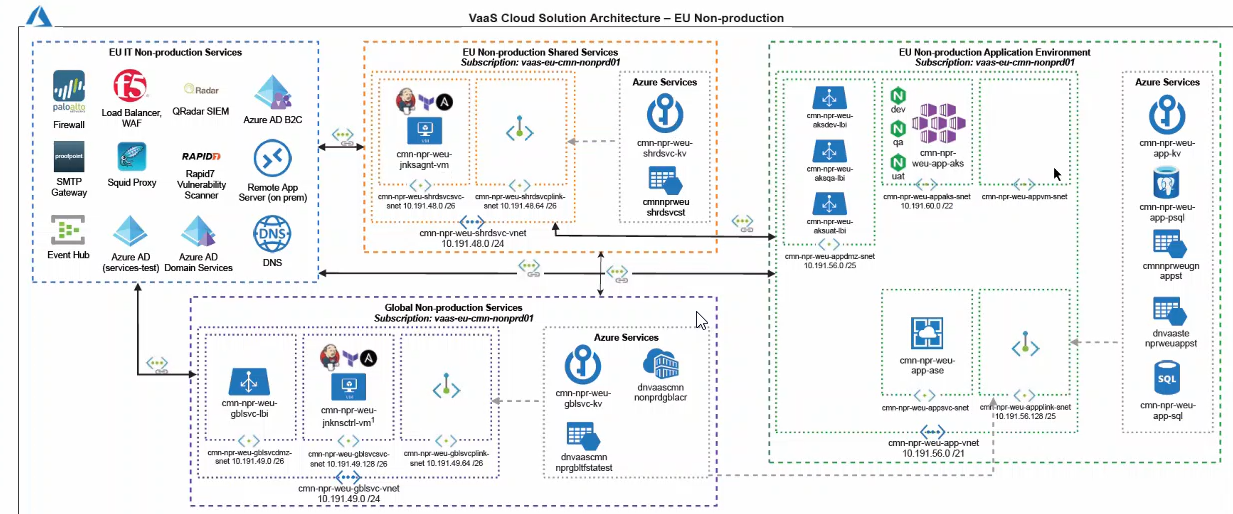 VaaS Cloud Solution Architecture – EU Non-production
EU IT Non-production Services
paloalto
Firewall
f5
Load Balancer,
WAF
QRadar
QRadar SIEM
Azure AD B2C
proofpoint
SMTP
Gateway
Squid Proxy
RAPID7
Rapid7
Vulnerability
Scanner
Remote App
Server (on prem)
Event Hub
Azure AD
(services-test)
Azure AD
Domain Services
DNS
DNS
EU Non-production Shared Services
Subscription: vaas-eu-cmn-nonprd01
VM
cmn-npr-weu-
jnksagnt-vm
cmn-npr-weu-shrdsvcsvc-
snet 10.191.48.0 /26
cmn-npr-weu-shrdsvcplink-
snet 10.191.48.64 /26
cmn-npr-weu-shrdsvc-vnet
10.191.48.0 /24
Azure Services
cmn-npr-weu-
shrdsvc-kv
cmnnprweu
shrdsvcst
EU Non-production Application Environment
Subscription: vaas-eu-cmn-nonprd01
cmn-npr-weu-
aksdev-lbi
cmn-npr-weu-
aksqa-lbi
cmn-npr-weu-
aksuat-lbi
cmn-npr-weu-appdmz-snet
10.191.56.0 /25
N
dev
N
qa
N
uat
cmn-npr-
weu-app-aks
cmn-npr-weu-appaks-snet
10.191.60.0 /22
cmn-npr-weu-appvm-snet
cmn-npr-weu-
app-ase
cmn-npr-weu-appsvc-snet
cmn-npr-weu-applink-snet
10.191.56.128 /25
cmn-npr-weu-app-vnet
10.191.56.0 /21
Azure Services
cmn-npr-weu-
app-kv
cmn-npr-weu-
app-psql
cmnnprweugn
appst
dnvaaste
nprweuappst
SQL
cmn-npr-weu-
app-sql
Global Non-production Services
Subscription: vaas-eu-cmn-nonprd01
cmn-npr-weu-
gblsvc-lbi
cmn-npr-weu-gblsvcdmz-
snet 10.191.49.0 /26
VM
cmn-npr-weu-
jnknsctrl-vm1
cmn-npr-weu-gblsvcsvc-
snet 10.191.49.128 /26
cmn-npr-weu-gblsvcplink-
snet 10.191.49.64 /26
cmn-npr-weu-gblsvc-vnet
10.191.49.0 /24
Azure Services
cmn-npr-weu-
gblsvc-kv
dnvaascmn
nonprdgblacr
dnvaascmn
nprgbltfstatest